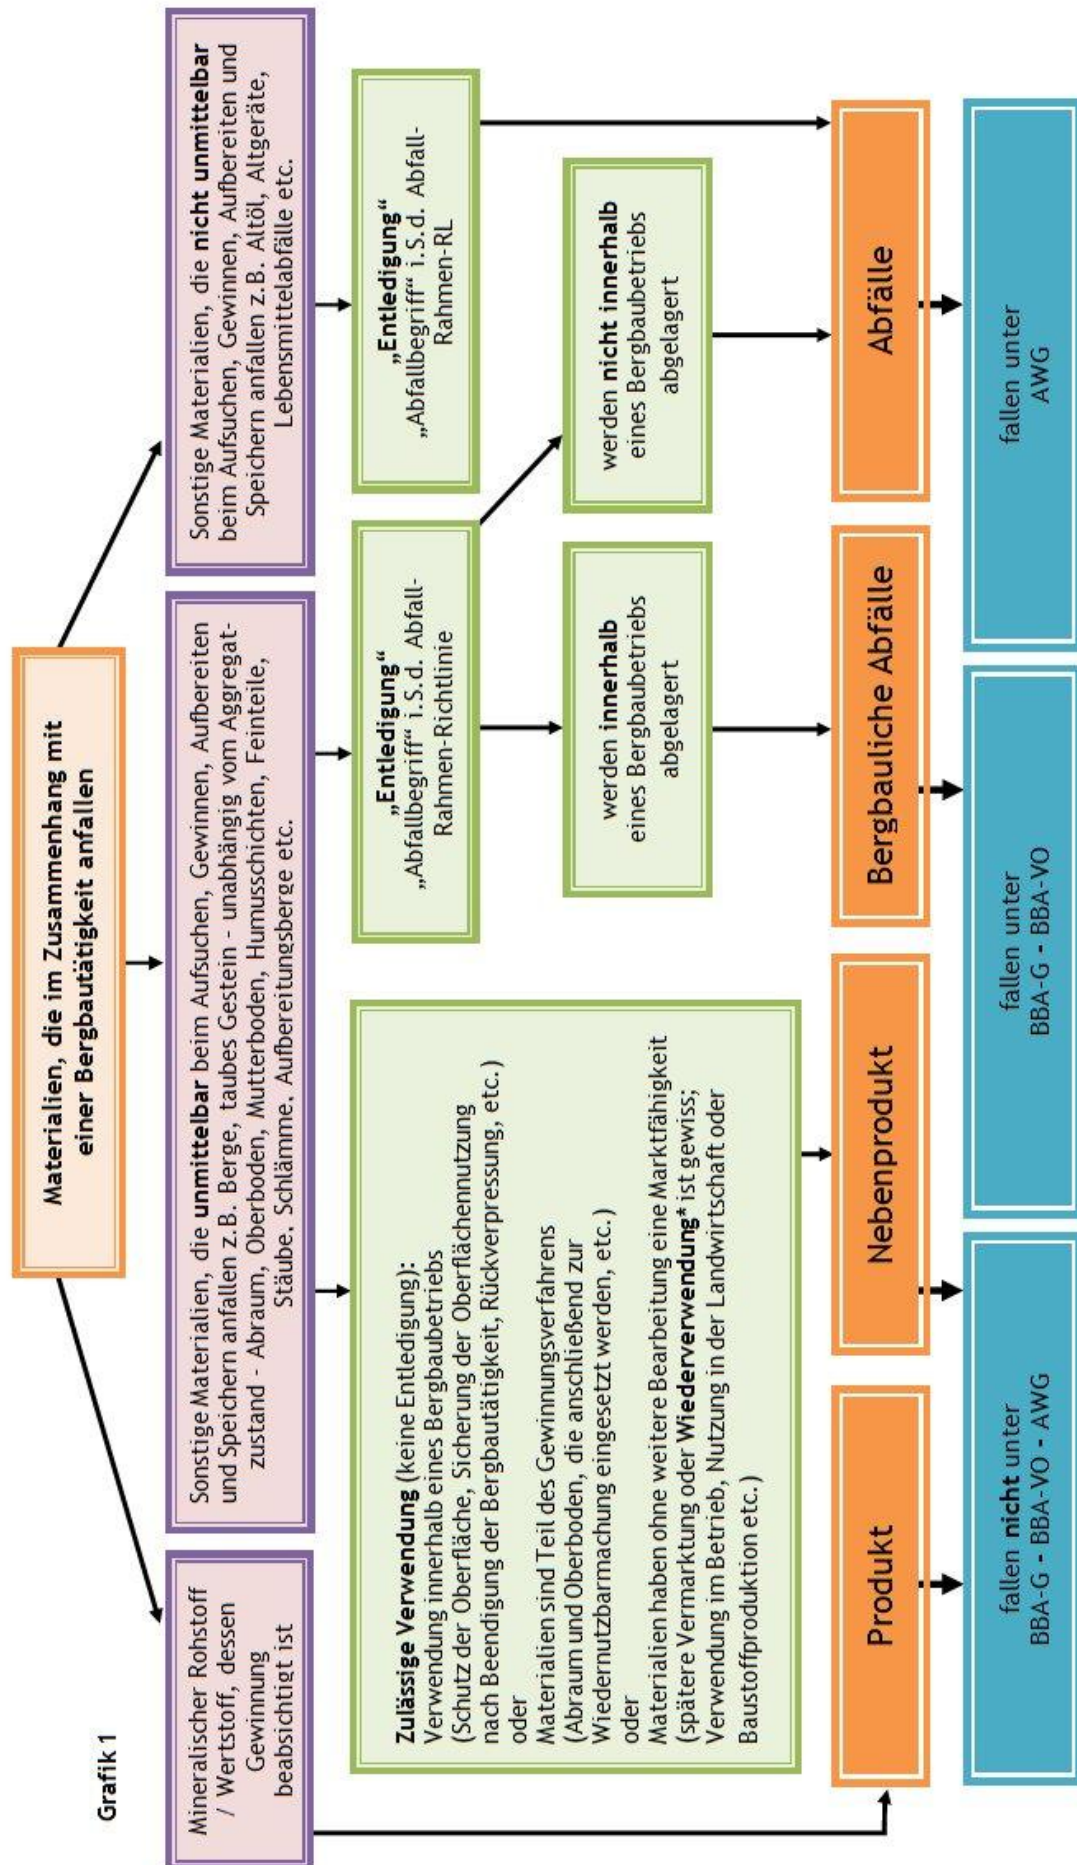 Grafik 1
Materialien, die im Zusammenhang mit
einer Bergbautätigkeit anfallen
Mineralischer Rohstoff
/ Wertstoff, dessen
Gewinnung
beabsichtigt ist
Sonstige Materialien, die unmittelbar beim Aufsuchen, Gewinnen, Aufbereiten
und Speichern anfallen z.B. Berge, taubes Gestein - unabhängig vom Aggregat-
zustand - Abraum, Oberboden, Mutterboden, Humusschichten, Feinteile,
Stäube, Schlämme, Aufbereitungsberge etc.
Sonstige Materialien, die nicht unmittelbar
beim Aufsuchen, Gewinnen, Aufbereiten und
Speichern anfallen z.B. Altöl, Altgeräte,
Lebensmittelabfälle etc.
Zulässige Verwendung (keine Entledigung):
Verwendung innerhalb eines Bergbaubetriebs
(Schutz der Oberfläche, Sicherung der Oberflächennutzung
nach Beendigung der Bergbautätigkeit, Rückverpressung, etc.)
oder
Materialien sind Teil des Gewinnungsverfahrens
(Abraum und Oberboden, die anschließend zur
Wiedernutzbarmachung eingesetzt werden, etc.)
oder
Materialien haben ohne weitere Bearbeitung eine Marktfähigkeit
(spätere Vermarktung oder Wiederverwendung* ist gewiss;
Verwendung im Betrieb, Nutzung in der Landwirtschaft oder
Baustoffproduktion etc.)
„Entledigung“
„Abfallbegriff“ i.S.d. Abfall-
Rahmen-Richtlinie
„Entledigung“
„Abfallbegriff“ i.S.d. Abfall-
Rahmen-RL
werden innerhalb
eines Bergbaubetriebs
abgelagert
werden nicht innerhalb
eines Bergbaubetriebs
abgelagert
Produkt
Nebenprodukt
Bergbauliche Abfälle
Abfälle
fallen nicht unter
BBA-G - BBA-VO - AWG
fallen unter
BBA-G - BBA-VO
fallen unter
AWG